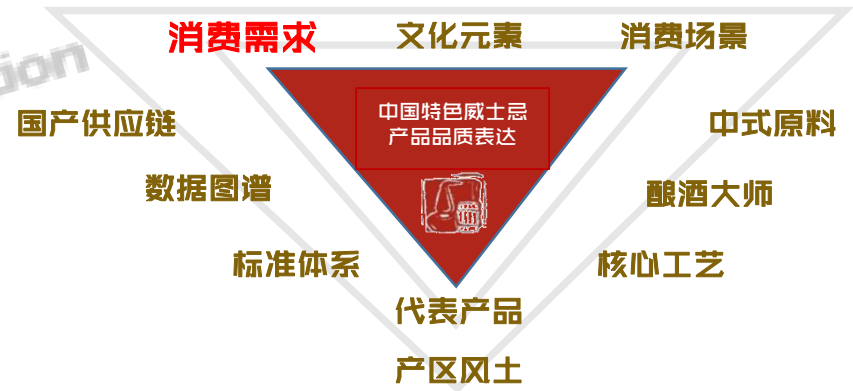 消费需求
文化元素
消费场景
tion
中国特色威士忌
产品品质表达
国产供应链
中式原料
数据图谱
酿酒大师
标准体系
核心工艺
代表产品
产区风土